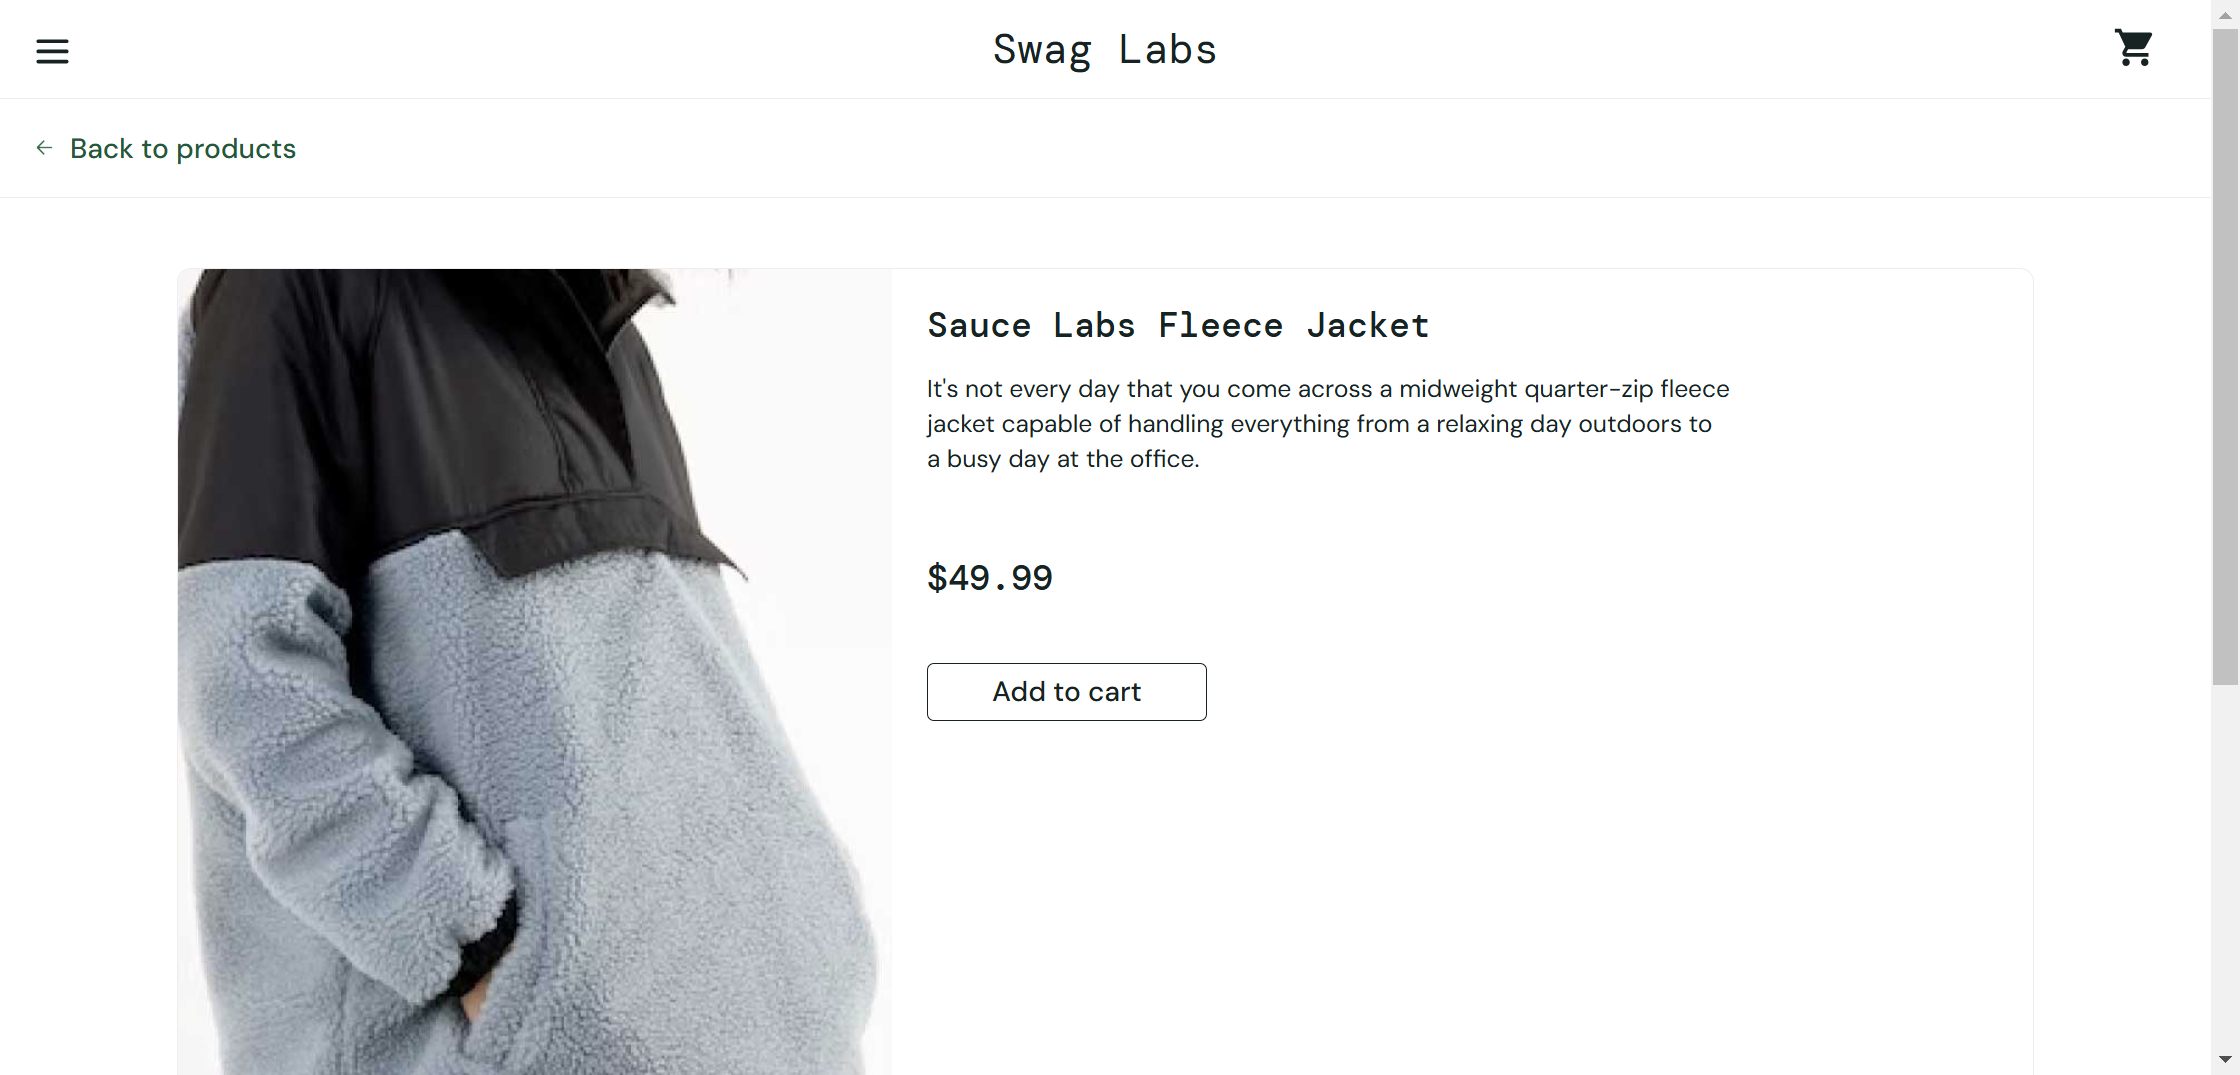 Swag Labs
Back to products
Sauce Labs Fleece Jacket
It's not every day that you come across a midweight quarter-zip fleece
jacket capable of handling everything from a relaxing day outdoors to
a busy day at the office.
$49.99
Add to cart